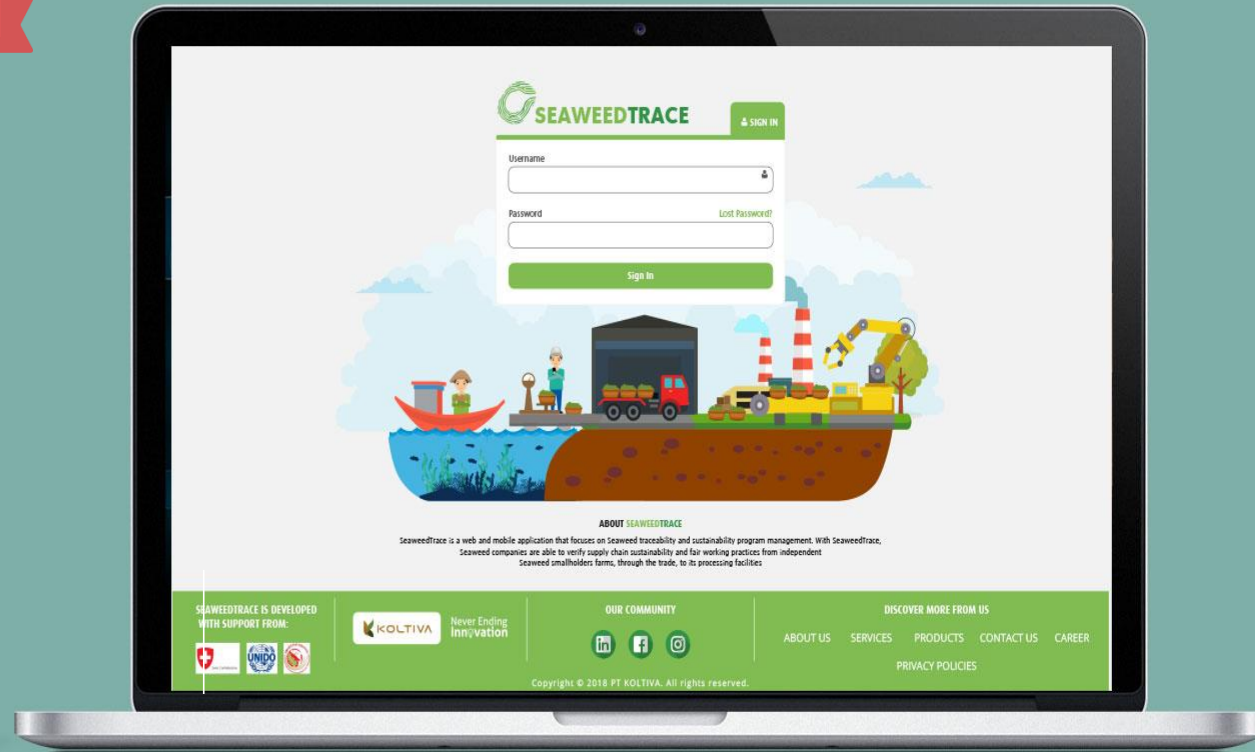 SEAWEEDTRACE
SIGN IN
Username
Password
Lost Password?
Sign In
ABOUT SEAWEEDTRACE
SeaweedTrace is a web and mobile application that focuses on Seaweed traceability and sustainability program management. With SeaweedTrace,
Seaweed companies are able to verify supply chain sustainability and fair working practices from independent
Seaweed smallholders farms, through the trade, to its processing facilities
SEAWEEDTRACE IS DEVELOPED
WITH SUPPORT FROM:
UNIDO
KOLTIVA
Never Ending
Innovation
OUR COMMUNITY
in f
DISCOVER MORE FROM US
ABOUT US SERVICES PRODUCTS CONTACT US CAREER
PRIVACY POLICIES
Copyright © 2018 PT KOLTIVA. All rights reserved.